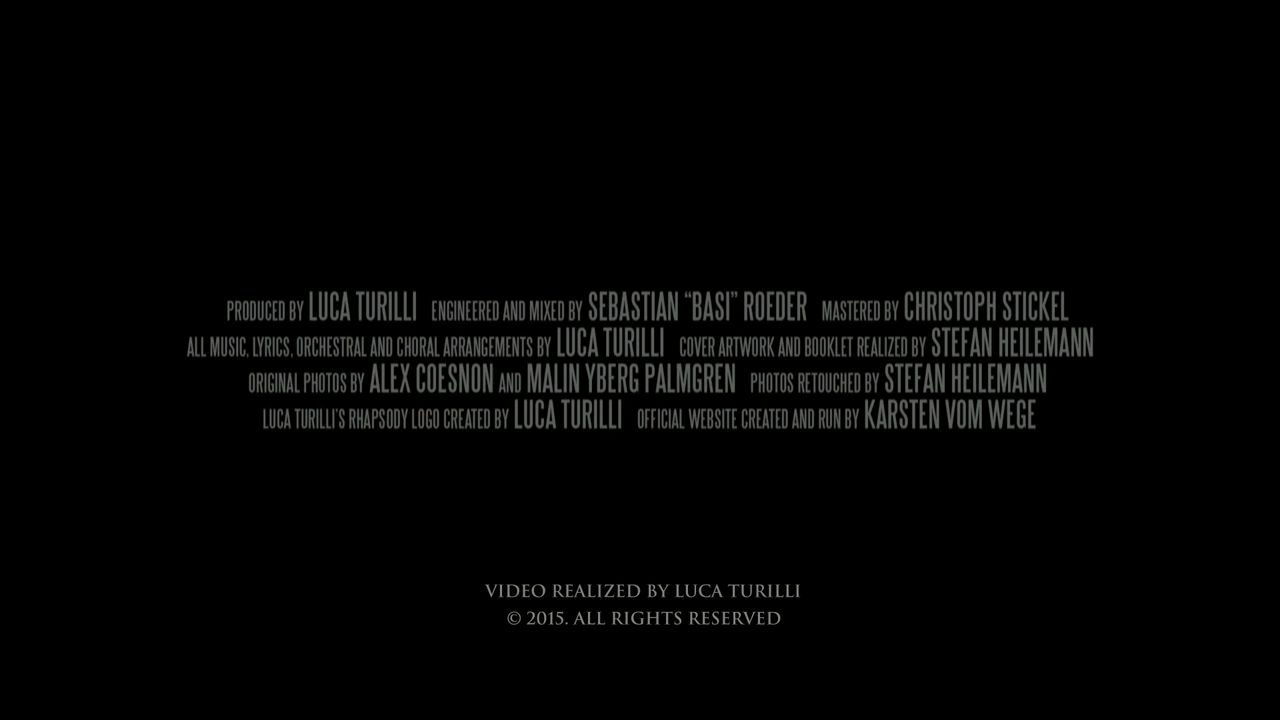 PRODUCED BY LUCA TURILLI ENGINEERED AND MIXED BY SEBASTIAN “BASI” ROEDER MASTERED BY CHRISTOPH STICKEL
ALL MUSIC, LYRICS, ORCHESTRAL AND CHORAL ARRANGEMENTS BY LUCA TURILLI COVER ARTWORK AND BOOKLET REALIZED BY STEFAN HEILEMANN
ORIGINAL PHOTOS BY ALEX COESNON AND MALIN YBERG PALMGREN PHOTOS RETOUCHED BY STEFAN HEILEMANN
LUCA TURILLI'S RHAPSODY LOGO CREATED BY LUCA TURILLI OFFICIAL WEBSITE CREATED AND RUN BY KARSTEN VOM WEGE
VIDEO REALIZED BY LUCA TURILLI
© 2015. ALL RIGHTS RESERVED